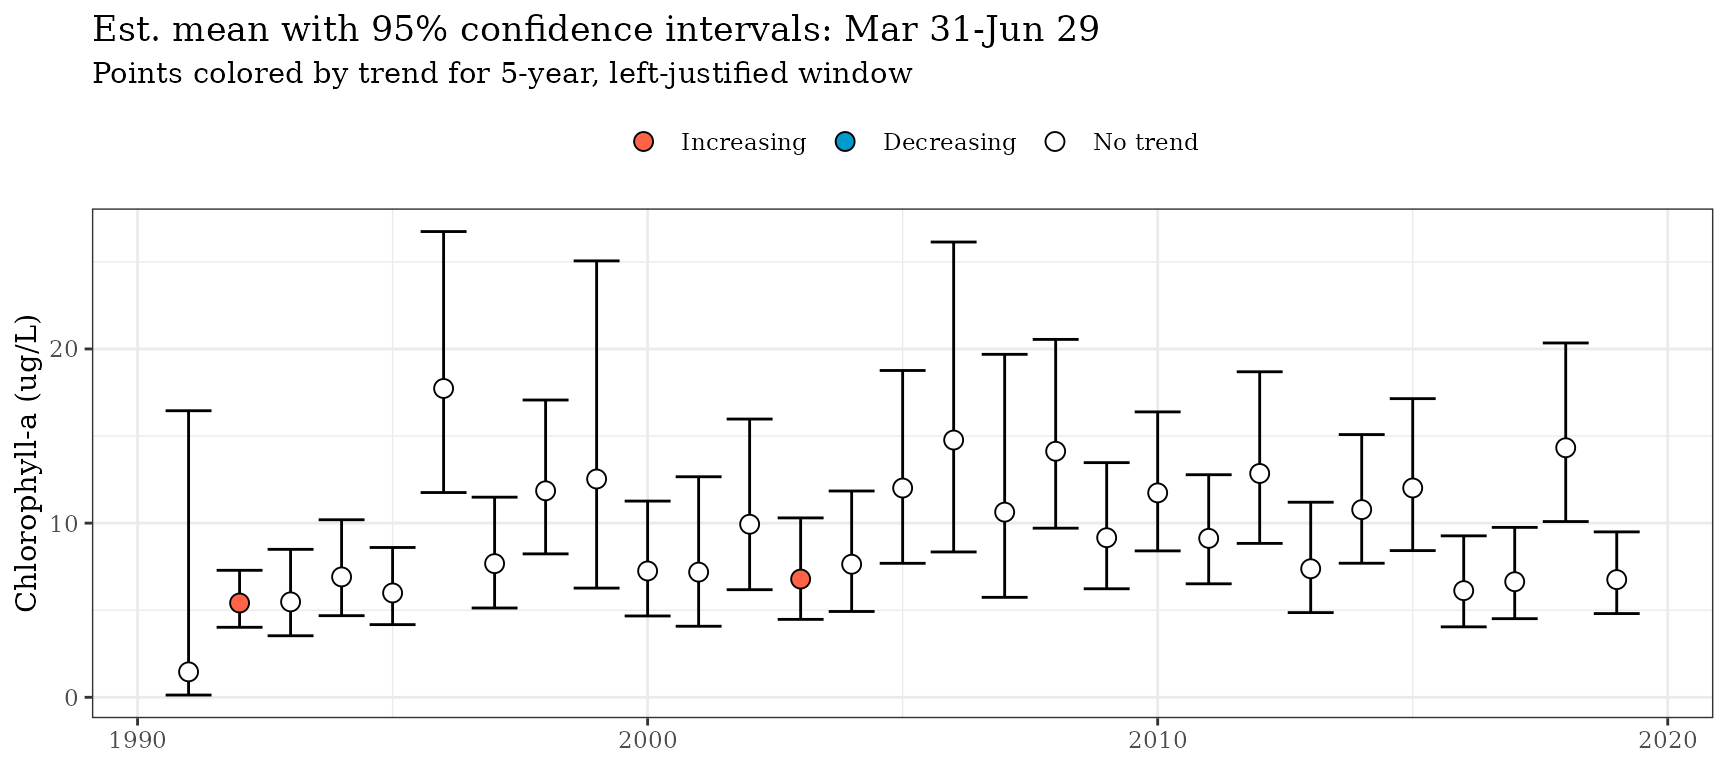 Est. mean with 95% confidence intervals: Mar 31-Jun 29
Points colored by trend for 5-year, left-justified window
Increasing Decreasing No trend
Chlorophyll-a (ug/L)
20
10
0
1990 2000 2010 2020